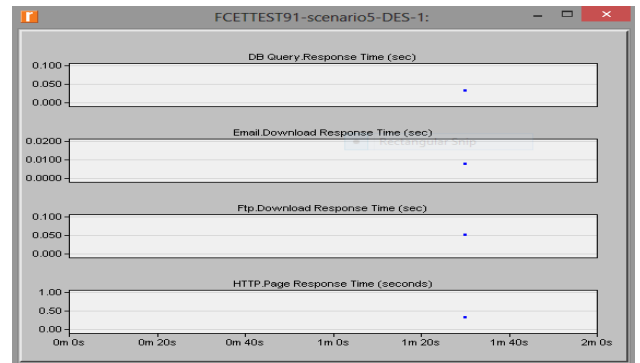 FCETTEST91-scenario5-DES-1:
DB Query.Response Time (sec)
0.100
0.050
0.000
Email.Download Response Time (sec)
0.0200
0.0100
0.0000
Rectangular Snip
Ftp.Download Response Time (sec)
0.100
0.050
0.000
HTTP.Page Response Time (seconds)
1.00
0.50
0.00
0m 0s 0m 20s 0m 40s 1m 0s 1m 20s 1m 40s 2m 0s